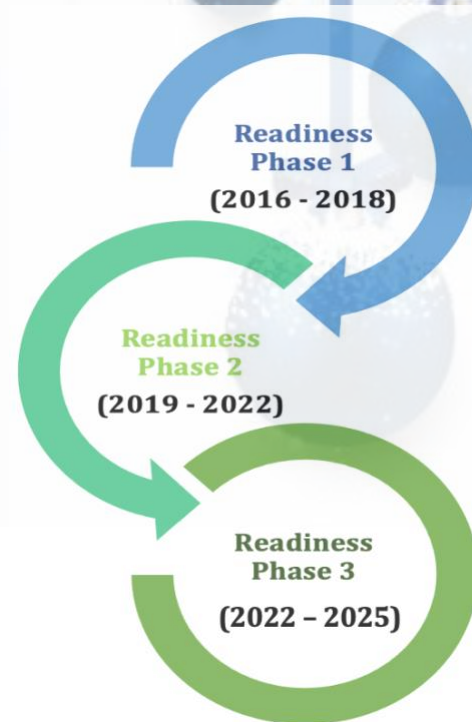 Readiness
Phase 1
(2016 - 2018)
Readiness
Phase 2
(2019 - 2022)
Readiness
Phase 3
(2022 – 2025)